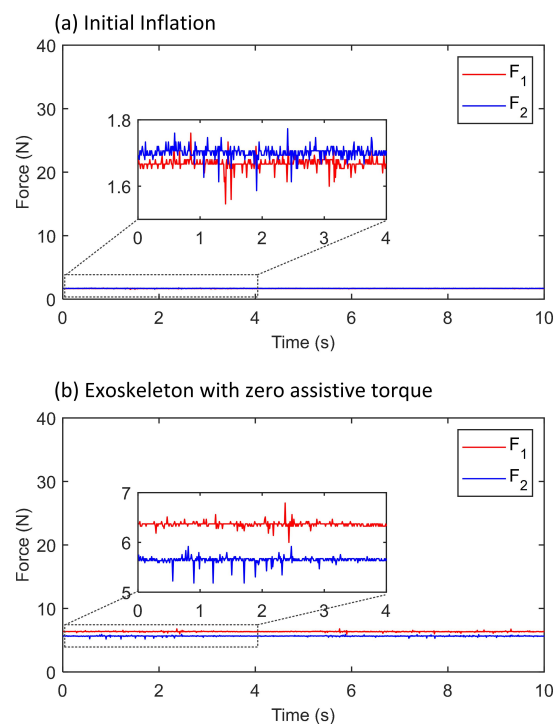 (a) Initial Inflation
40
30
20
10
0
Force (N)
F1
F2
1.8
1.6
0 1 2 3 4
0 2 4 6 8 10
Time (s)
(b) Exoskeleton with zero assistive torque
40
30
20
10
0
Force (N)
F1
F2
7
6
5
0 1 2 3 4
0 2 4 6 8 10
Time (s)